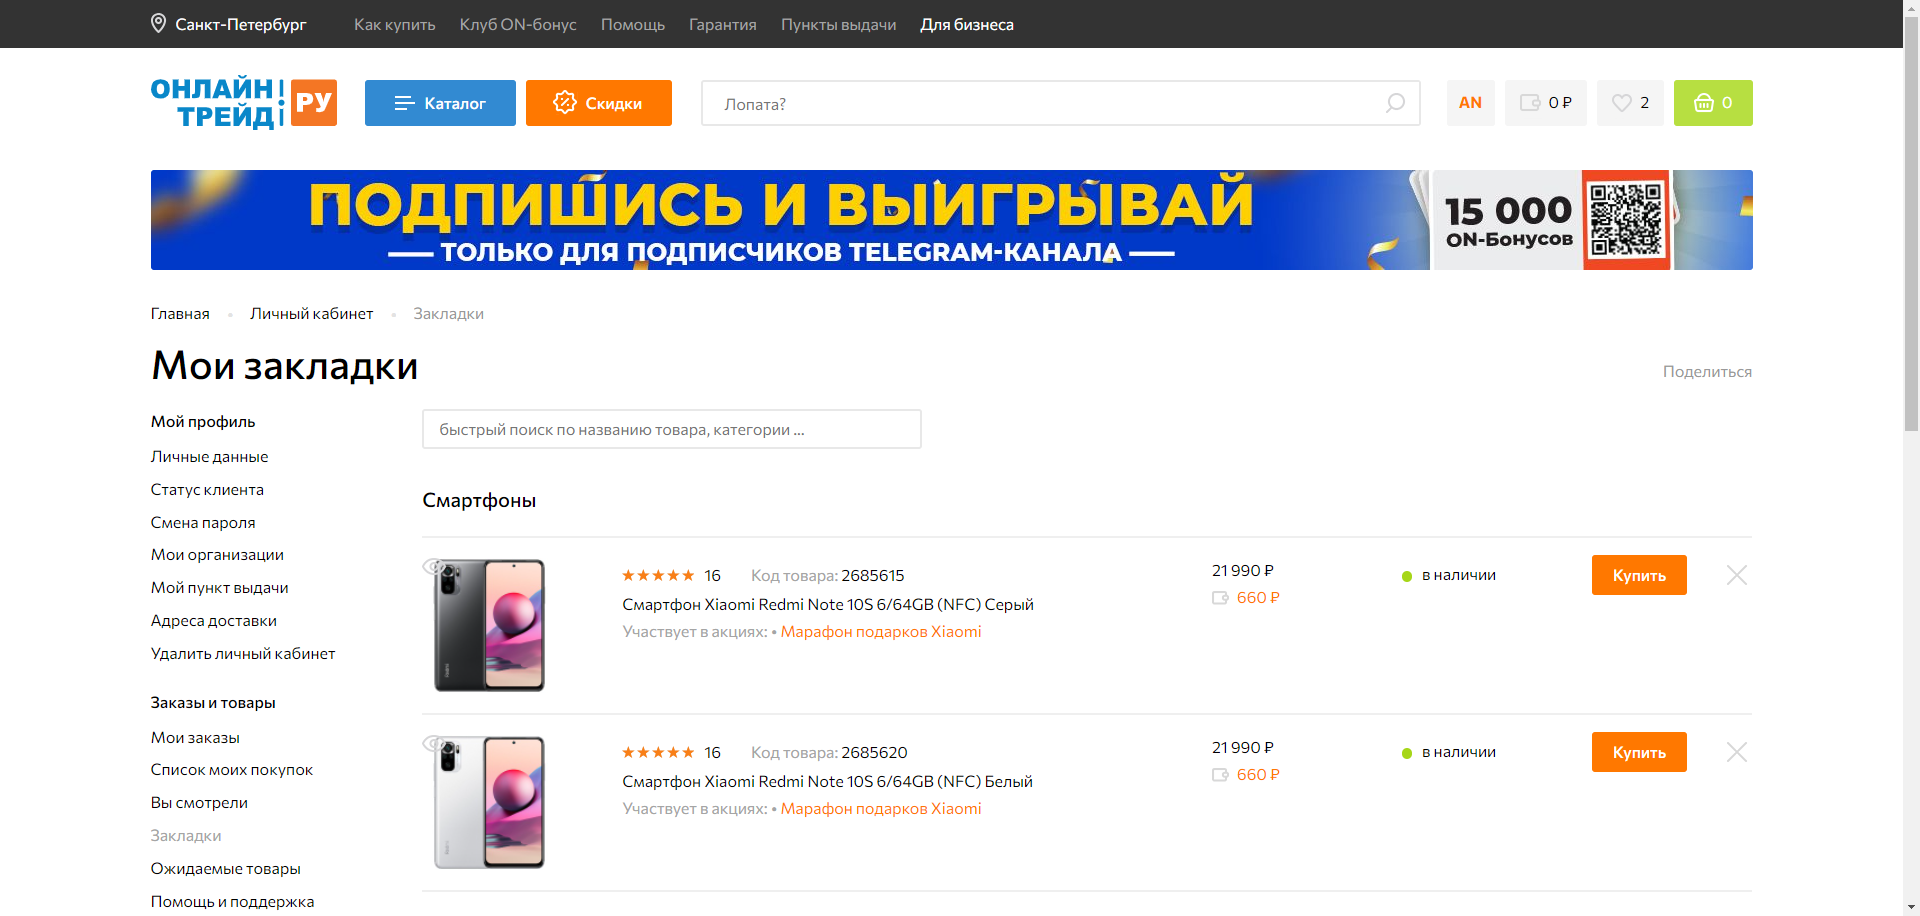 Санкт-Петербург Как купить Клуб ON-бонус Помощь Гарантия Пункты выдачи Для бизнеса
ОНЛАЙН ТРЕЙД РУ
Каталог
Скидки
Лопата?
AN
0 ₽
2
0
ПОДПИШИСЬ И ВЫИГРЫВАЙ
ТОЛЬКО ДЛЯ ПОДПИСЧИКОВ TELEGRAM-КАНАЛА
15 000
ON-Бонусов
Главная • Личный кабинет • Закладки
Мои закладки
Поделиться
Мой профиль
Личные данные
Статус клиента
Смена пароля
Мои организации
Мой пункт выдачи
Адреса доставки
Удалить личный кабинет
Заказы и товары
Мои заказы
Список моих покупок
Вы смотрели
Закладки
Ожидаемые товары
Помощь и поддержка
быстрый поиск по названию товара, категории ...
Смартфоны
16 Код товара: 2685615
Смартфон Xiaomi Redmi Note 10S 6/64GB (NFC) Серый
Участвует в акциях: • Марафон подарков Xiaomi
21 990 ₽
660 ₽
в наличии
Купить
16 Код товара: 2685620
Смартфон Xiaomi Redmi Note 10S 6/64GB (NFC) Белый
Участвует в акциях: • Марафон подарков Xiaomi
21 990 ₽
660 ₽
в наличии
Купить